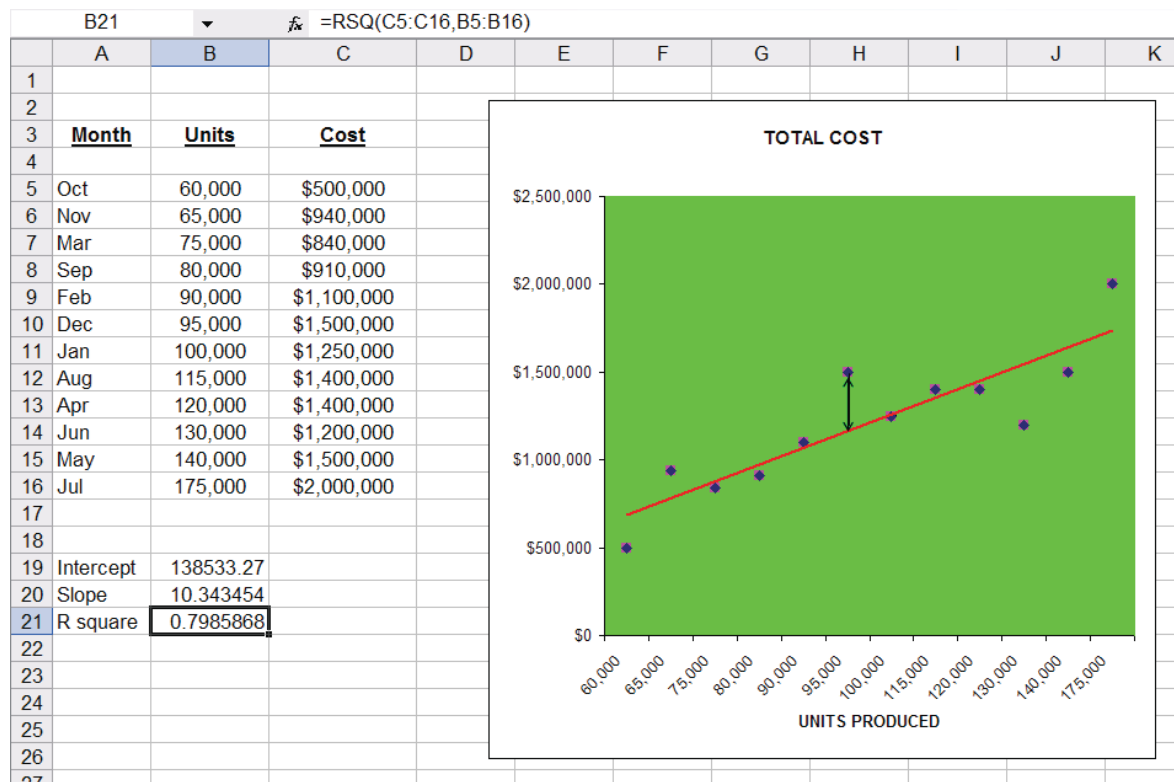 B21 fx =RSQ(C5:C16,B5:B16)
A B C D E F G H I J K
1
2
3 Month Units Cost
4
5 Oct 60,000 $500,000
6 Nov 65,000 $940,000
7 Mar 75,000 $840,000
8 Sep 80,000 $910,000
9 Feb 90,000 $1,100,000
10 Dec 95,000 $1,500,000
11 Jan 100,000 $1,250,000
12 Aug 115,000 $1,400,000
13 Apr 120,000 $1,400,000
14 Jun 130,000 $1,200,000
15 May 140,000 $1,500,000
16 Jul 175,000 $2,000,000
17
18
19 Intercept 138533.27
20 Slope 10.343454
21 R square 0.7985868
22
23
24
25
26
27
TOTAL COST
$2,500,000
$2,000,000
$1,500,000
$1,000,000
$500,000
$0
60,000 65,000 75,000 80,000 90,000 95,000 100,000 115,000 120,000 130,000 140,000 175,000
UNITS PRODUCED